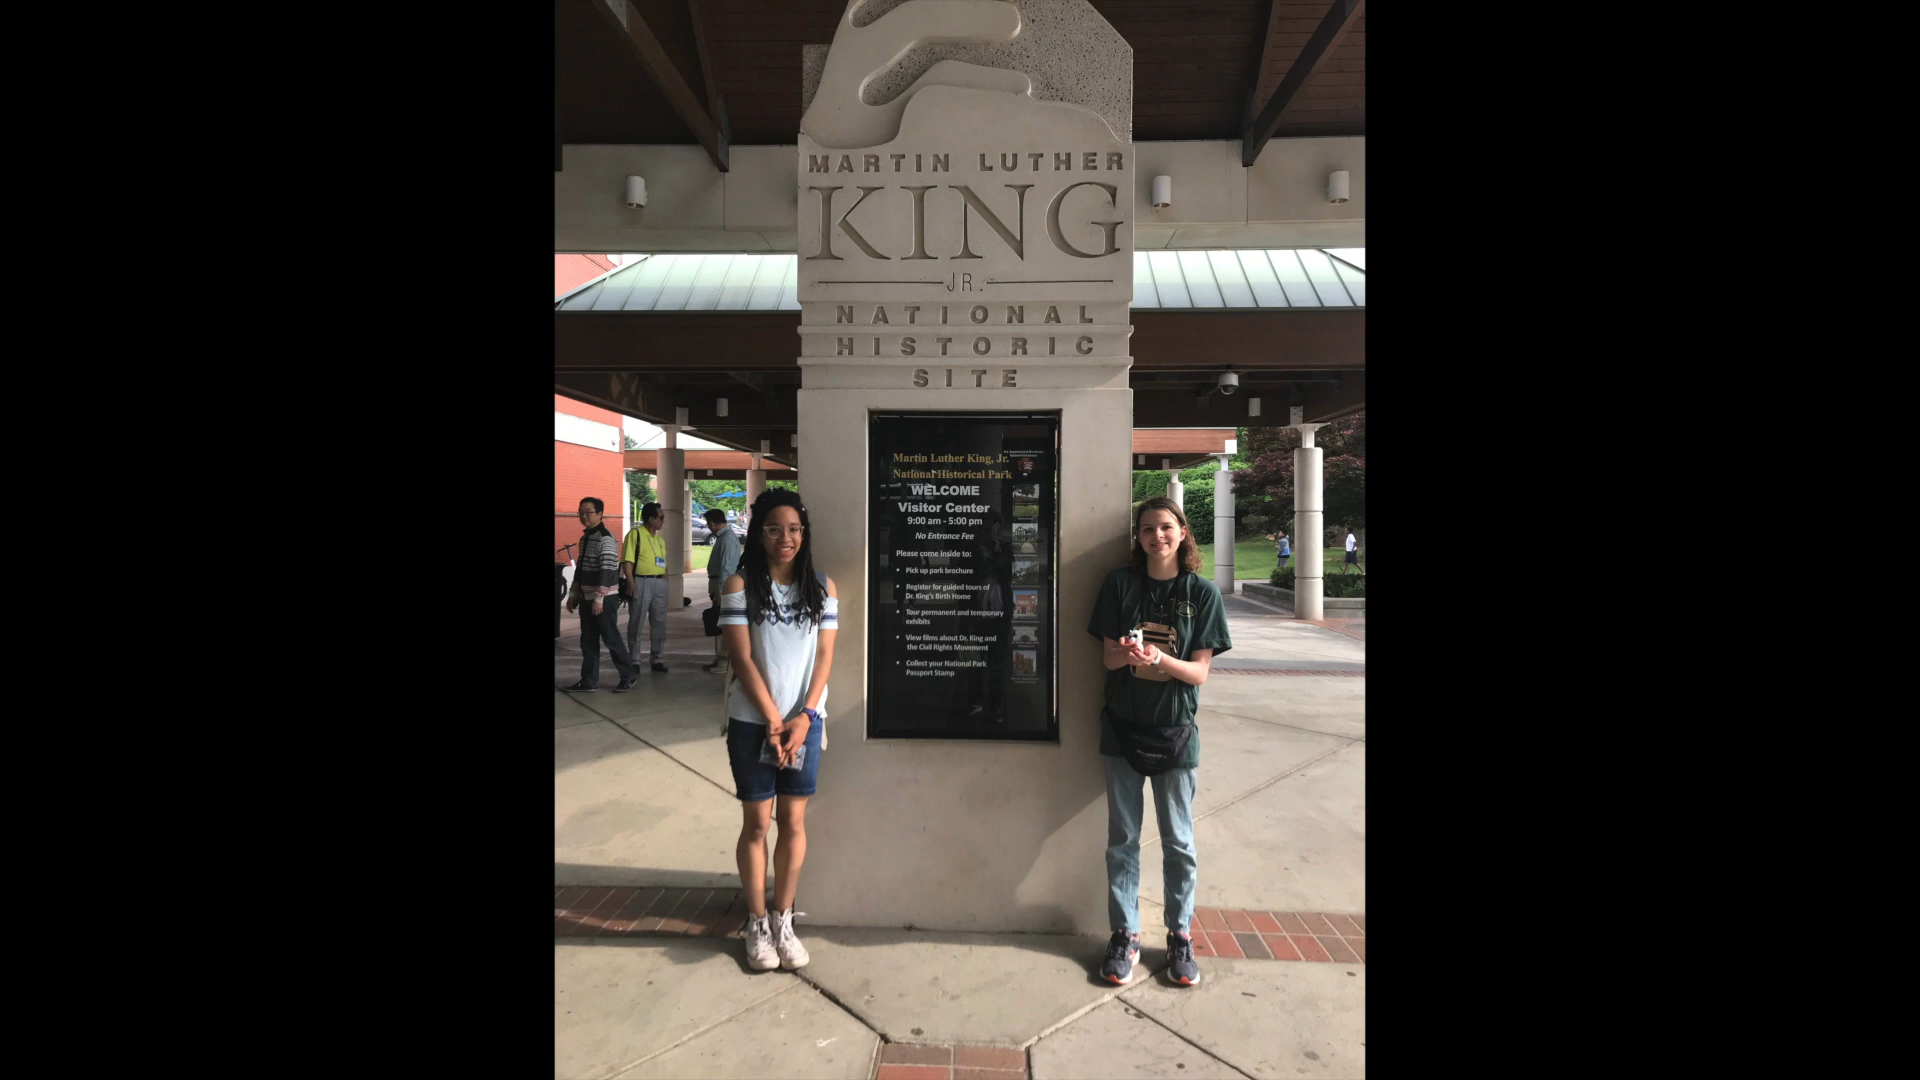 MARTIN LUTHER
KING
JR.
NATIONAL
HISTORIC
SITE
Martin Luther King, Jr.
National Historical Park
WELCOME
Visitor Center
9:00 am - 5:00 pm
No Entrance Fee
Please come inside to:
• Pick up park brochure
• Register for guided tours of
Dr. King's Birth Home
• Tour permanent and temporary
exhibits
• View films about Dr. King and
the Civil Rights Movement
• Collect your National Park
Passport Stamp